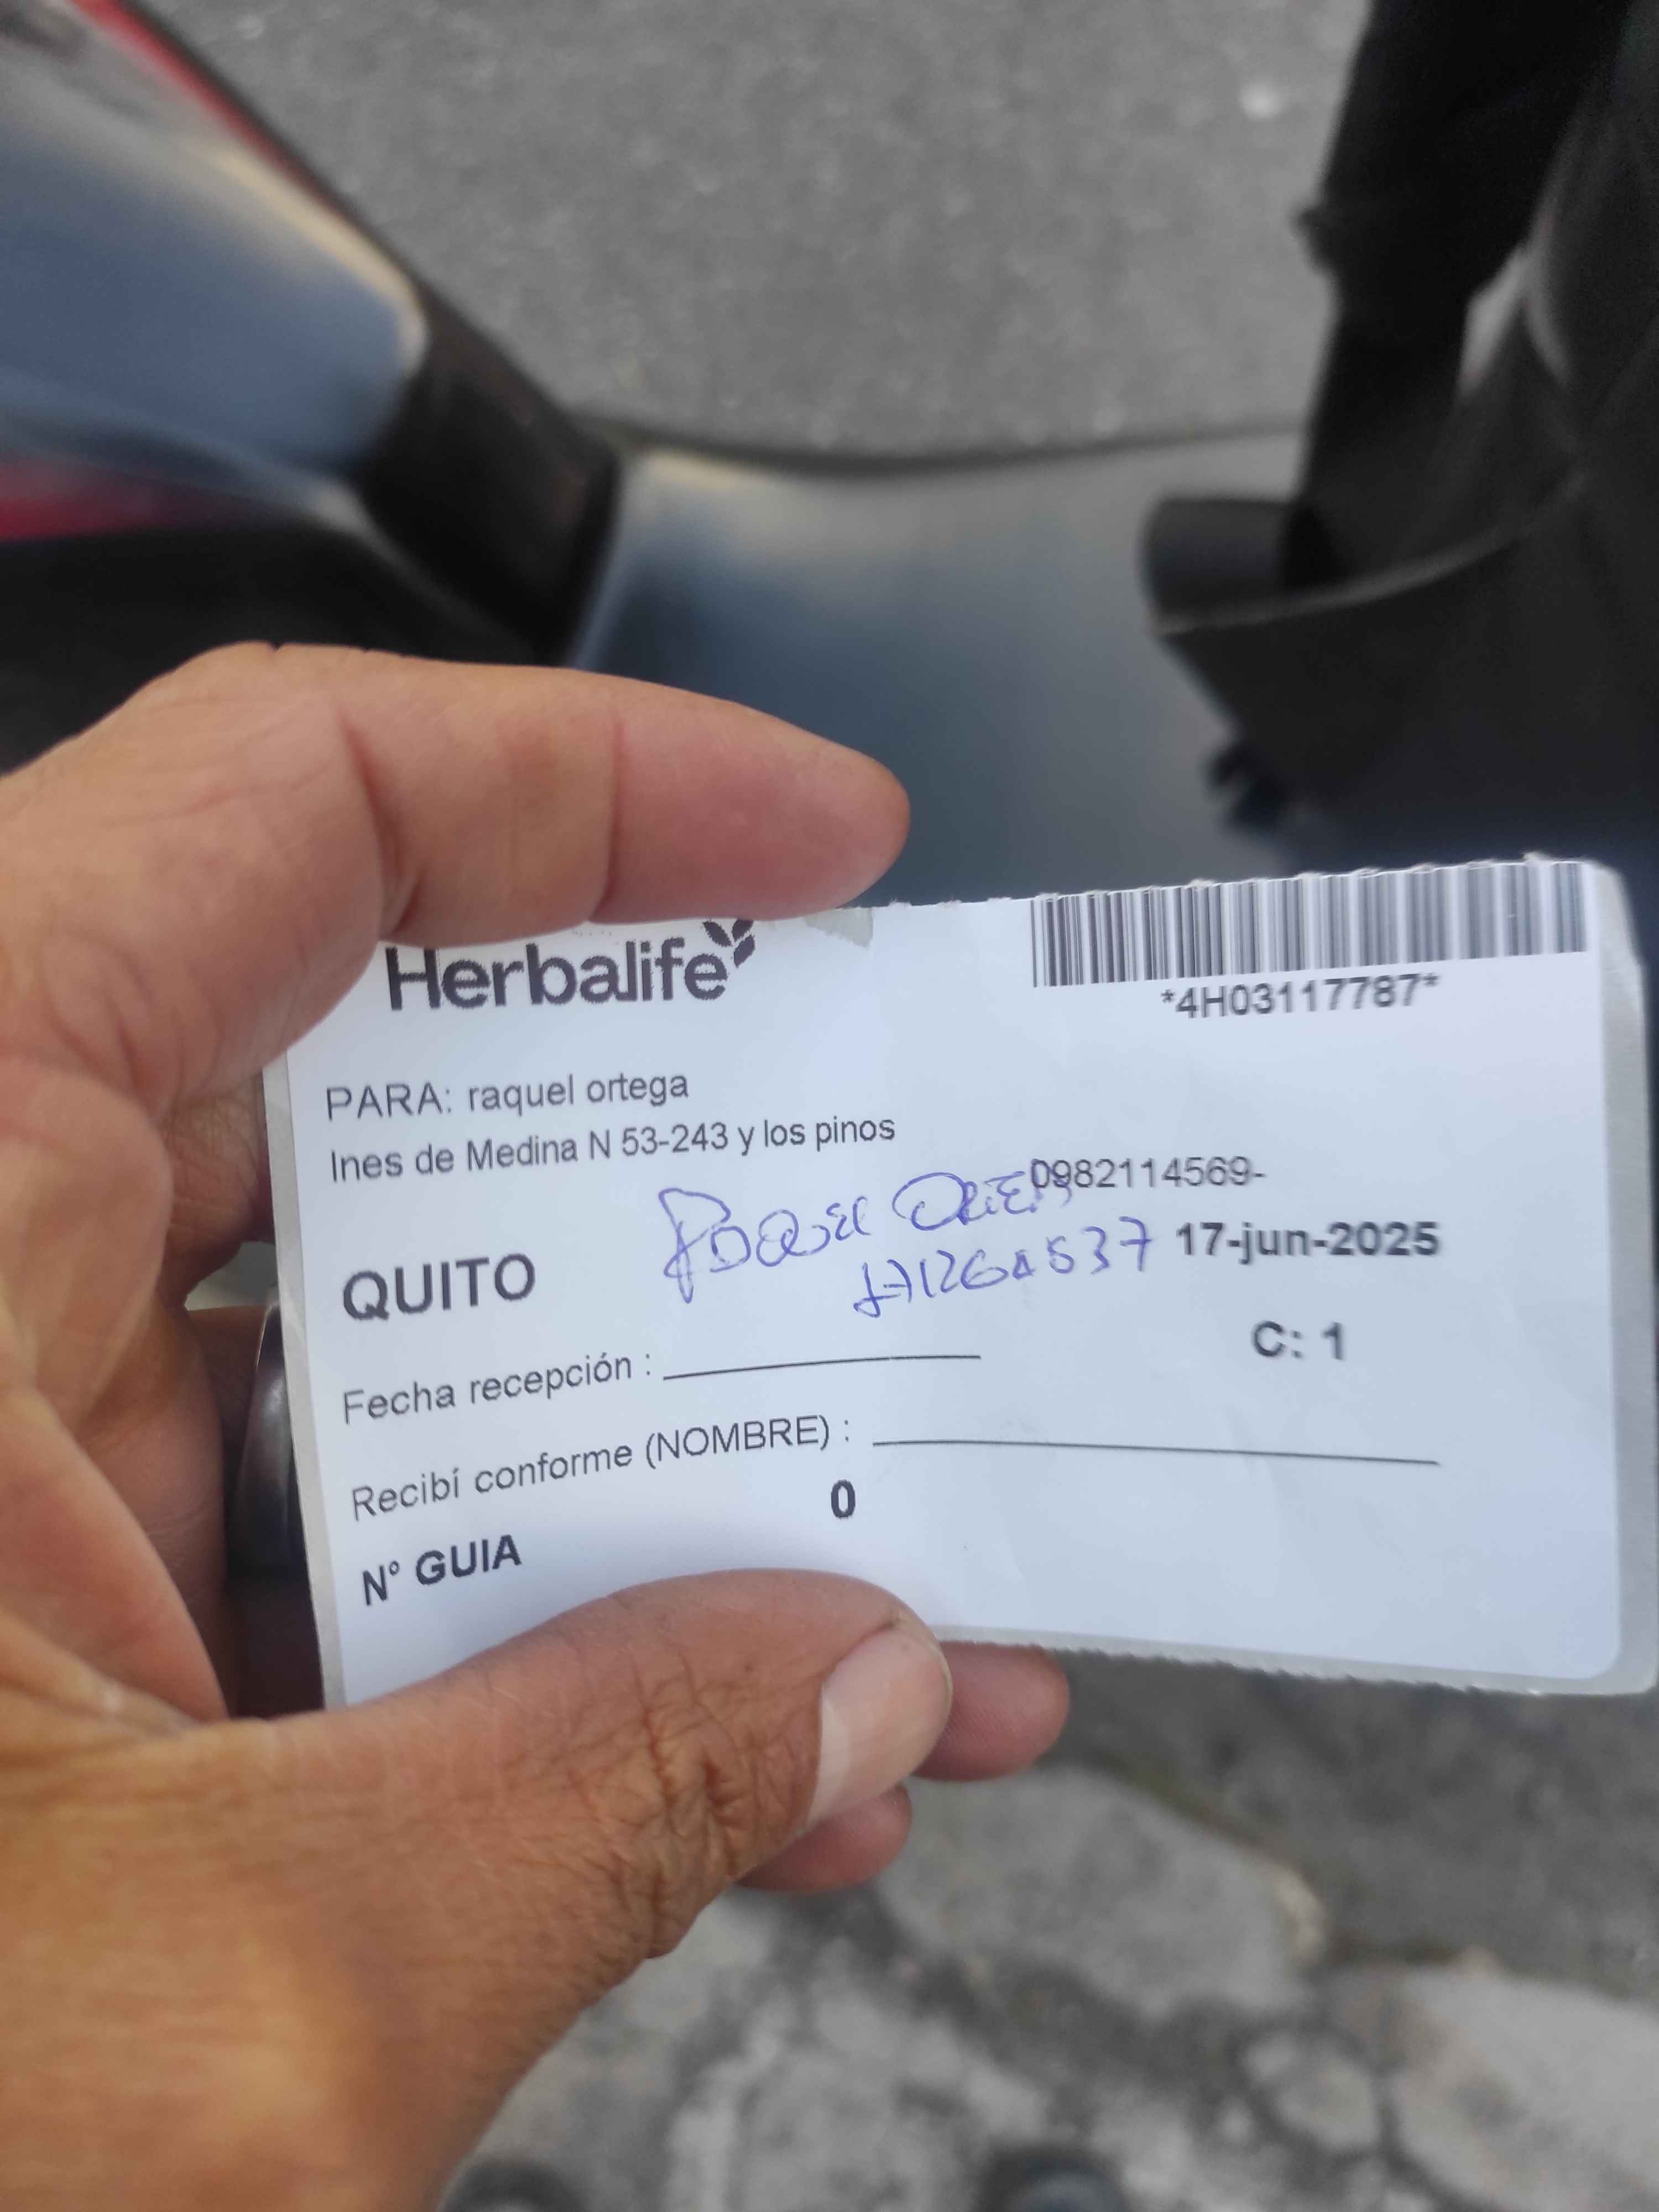 Herbalife
*4H03117787*
PARA: raquel ortega
Ines de Medina N 53-243 y los pinos
0982114569-
QUITO
17-jun-2025
C: 1
Fecha recepción :
Recibí conforme (NOMBRE) :
0
N° GUIA